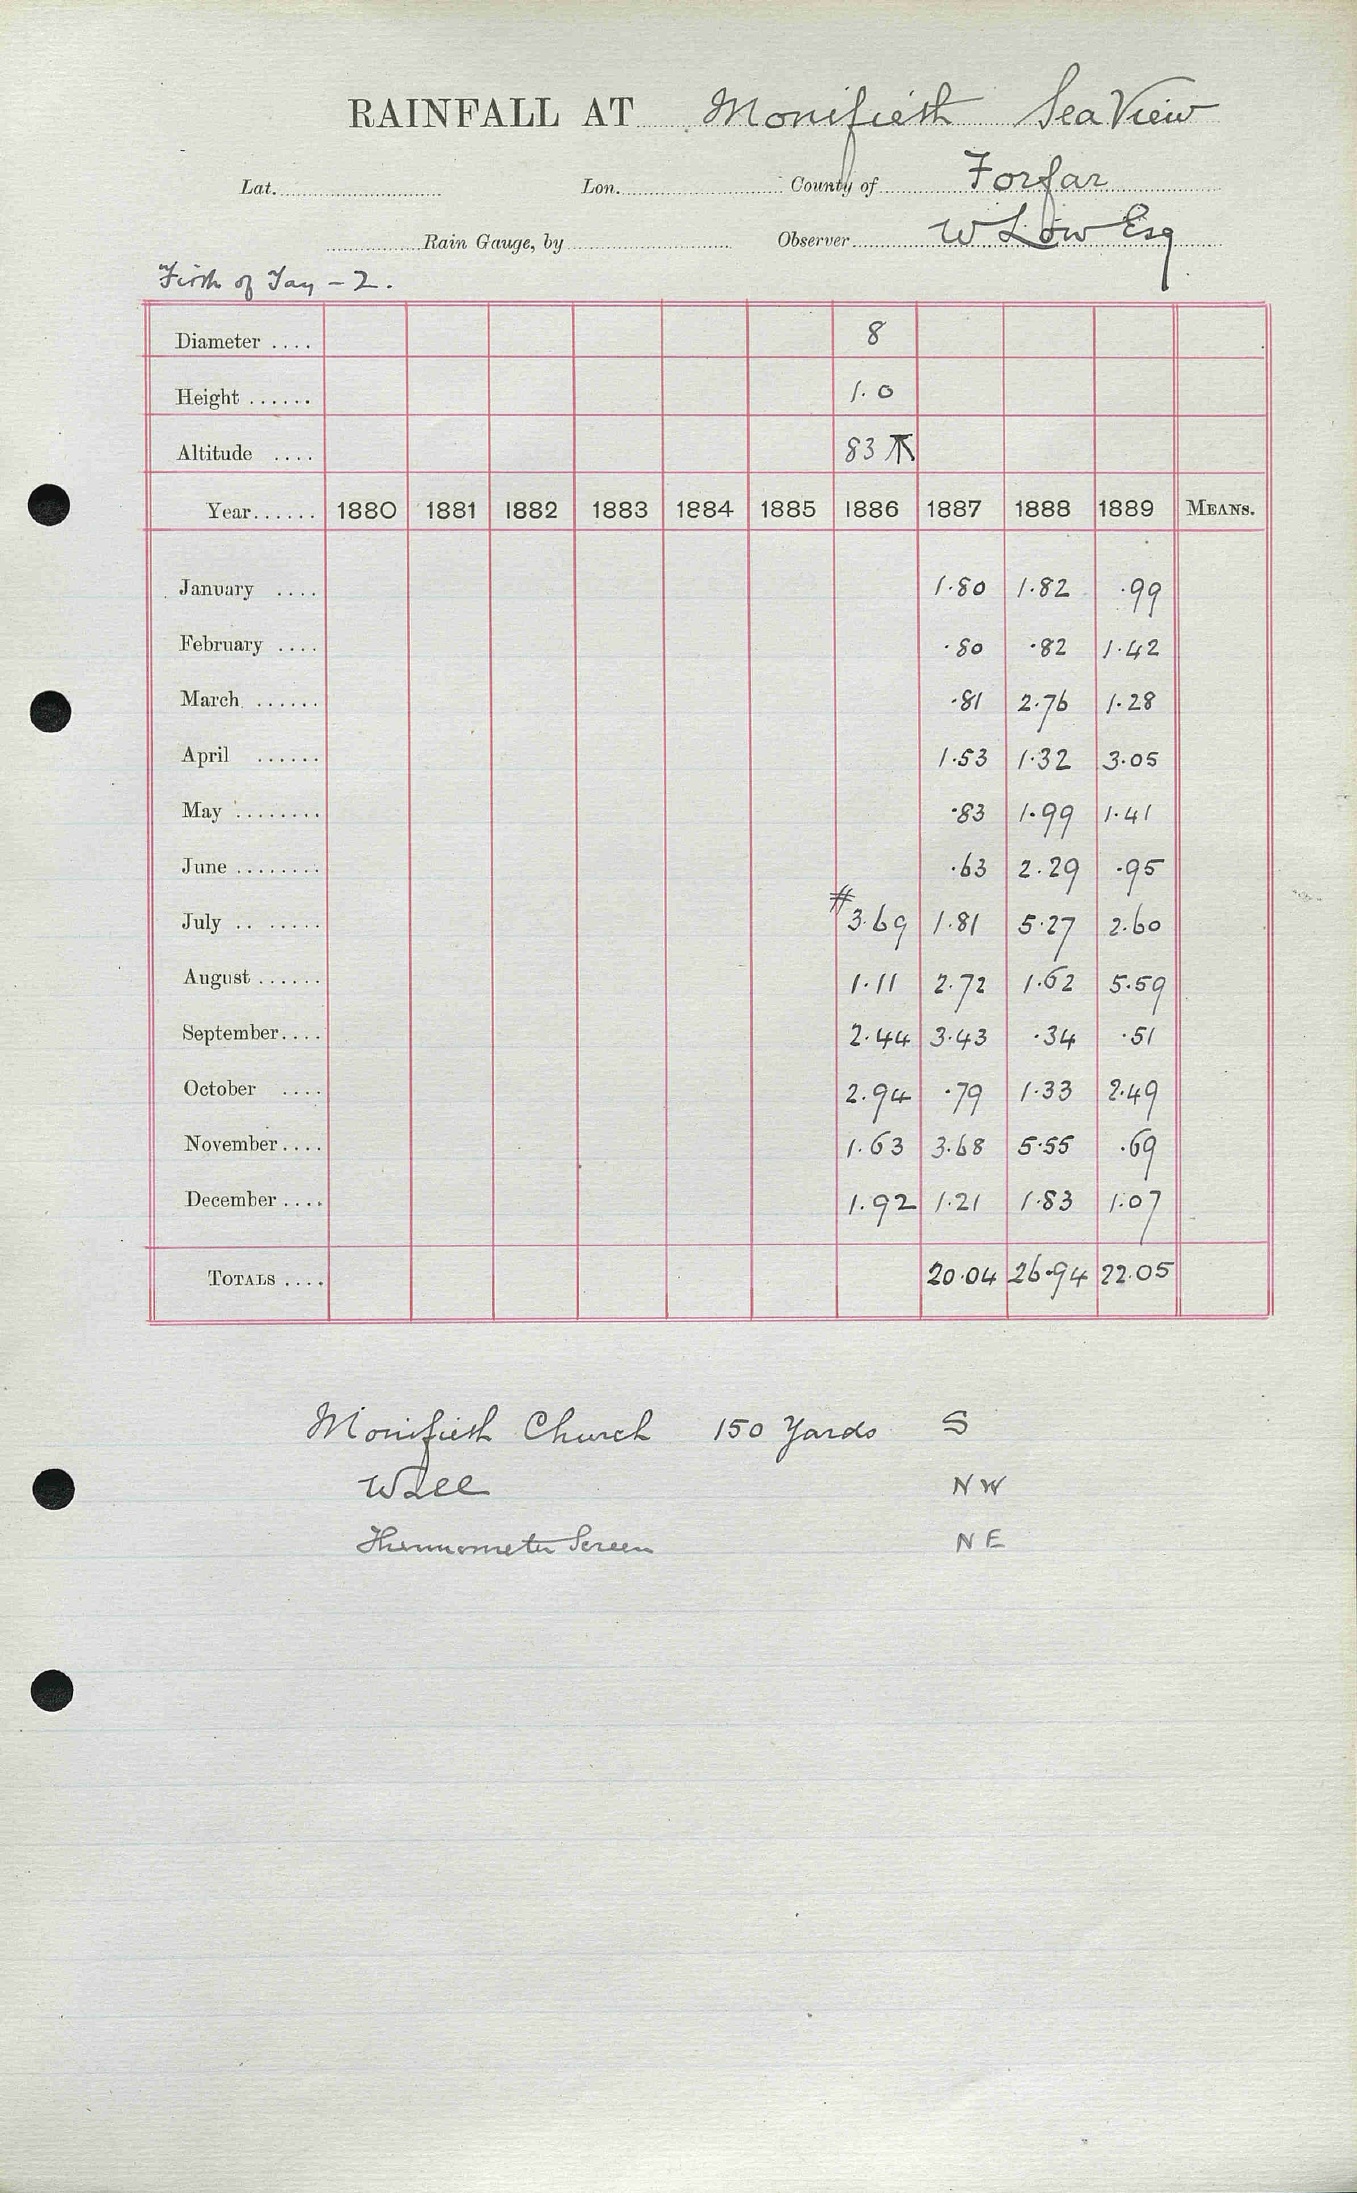 RAINFALL AT Monifieth Sea View
Lat. Lon. County of Forfar
Rain Gauge, by Observer W Low Esq
Firth of Tay – 2.
Diameter .... 8
Height ...... 1.0
Altitude .... 83
Year...... 1880 1881 1882 1883 1884 1885 1886 1887 1888 1889 MEANS.
January .... 1.80 1.82 .99
February .... .80 .82 1.42
March ...... .81 2.76 1.28
April ...... 1.53 1.32 3.05
May ........ .83 1.99 1.41
June ........ .63 2.29 .95
July .. ..... #3.69 1.81 5.27 2.60
August ...... 1.11 2.72 1.62 5.59
September.... 2.44 3.43 .34 .51
October .... 2.94 .79 1.33 2.49
November.... 1.63 3.68 5.55 .69
December .... 1.92 1.21 1.83 1.07
TOTALS .... 20.04 26.94 22.05
Monifieth Church 150 Yards S
Wall NW
Thermometer Screen NE